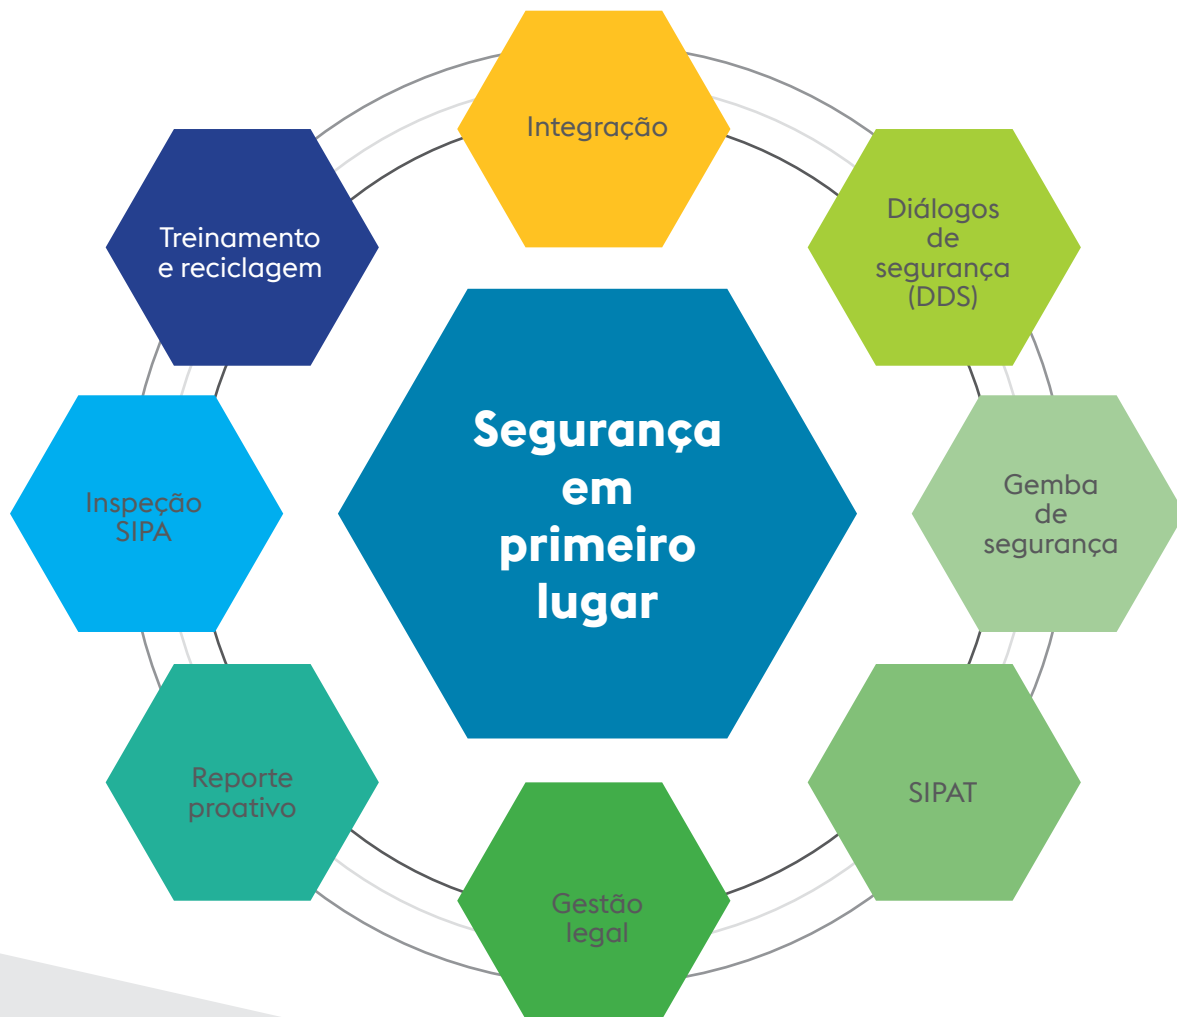 Integração
Diálogos
de
segurança
(DDS)
Treinamento
e reciclagem
Segurança
em
primeiro
lugar
Gemba
de
segurança
Inspeção
SIPA
SIPAT
Reporte
proativo
Gestão
legal